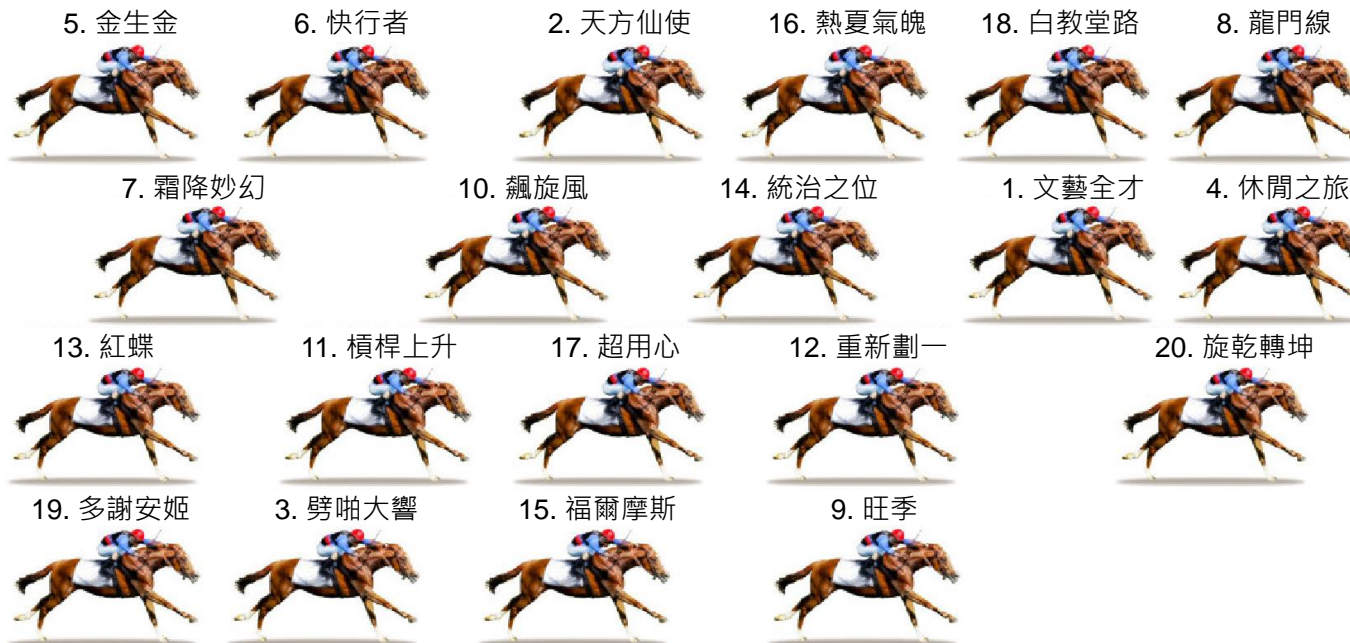 5. 金生金 6. 快行者 2. 天方仙使 16. 熱夏氣魄 18. 白教堂路 8. 龍門線
7. 霜降妙幻 10. 飆旋風 14. 統治之位 1. 文藝全才 4. 休閒之旅
13. 紅蝶 11. 槓桿上升 17. 超用心 12. 重新劃一 20. 旋乾轉坤
19. 多謝安姬 3. 劈啪大響 15. 福爾摩斯 9. 旺季